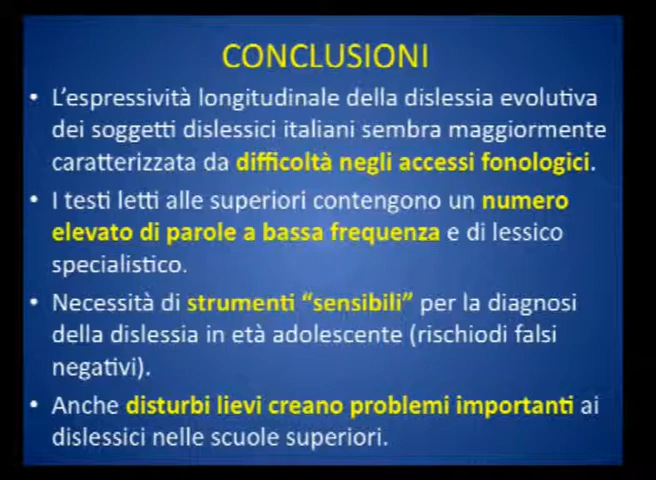 CONCLUSIONI
• L'espressività longitudinale della dislessia evolutiva
dei soggetti dislessici italiani sembra maggiormente
caratterizzata da difficoltà negli accessi fonologici.
• I testi letti alle superiori contengono un numero
elevato di parole a bassa frequenza e di lessico
specialistico.
• Necessità di strumenti "sensibili" per la diagnosi
della dislessia in età adolescente (rischiodi falsi
negativi).
• Anche disturbi lievi creano problemi importanti ai
dislessici nelle scuole superiori.